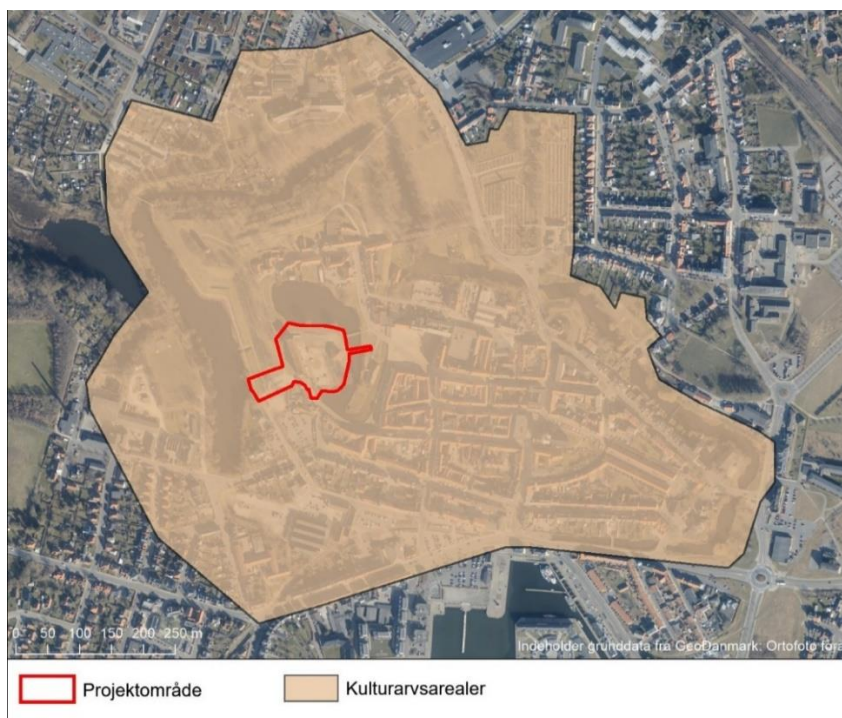 0 50 100 150 200 250 m
Indeholder grunddata fra GeoDanmark: Ortofoto fora
Projektområde
Kulturarvsarealer